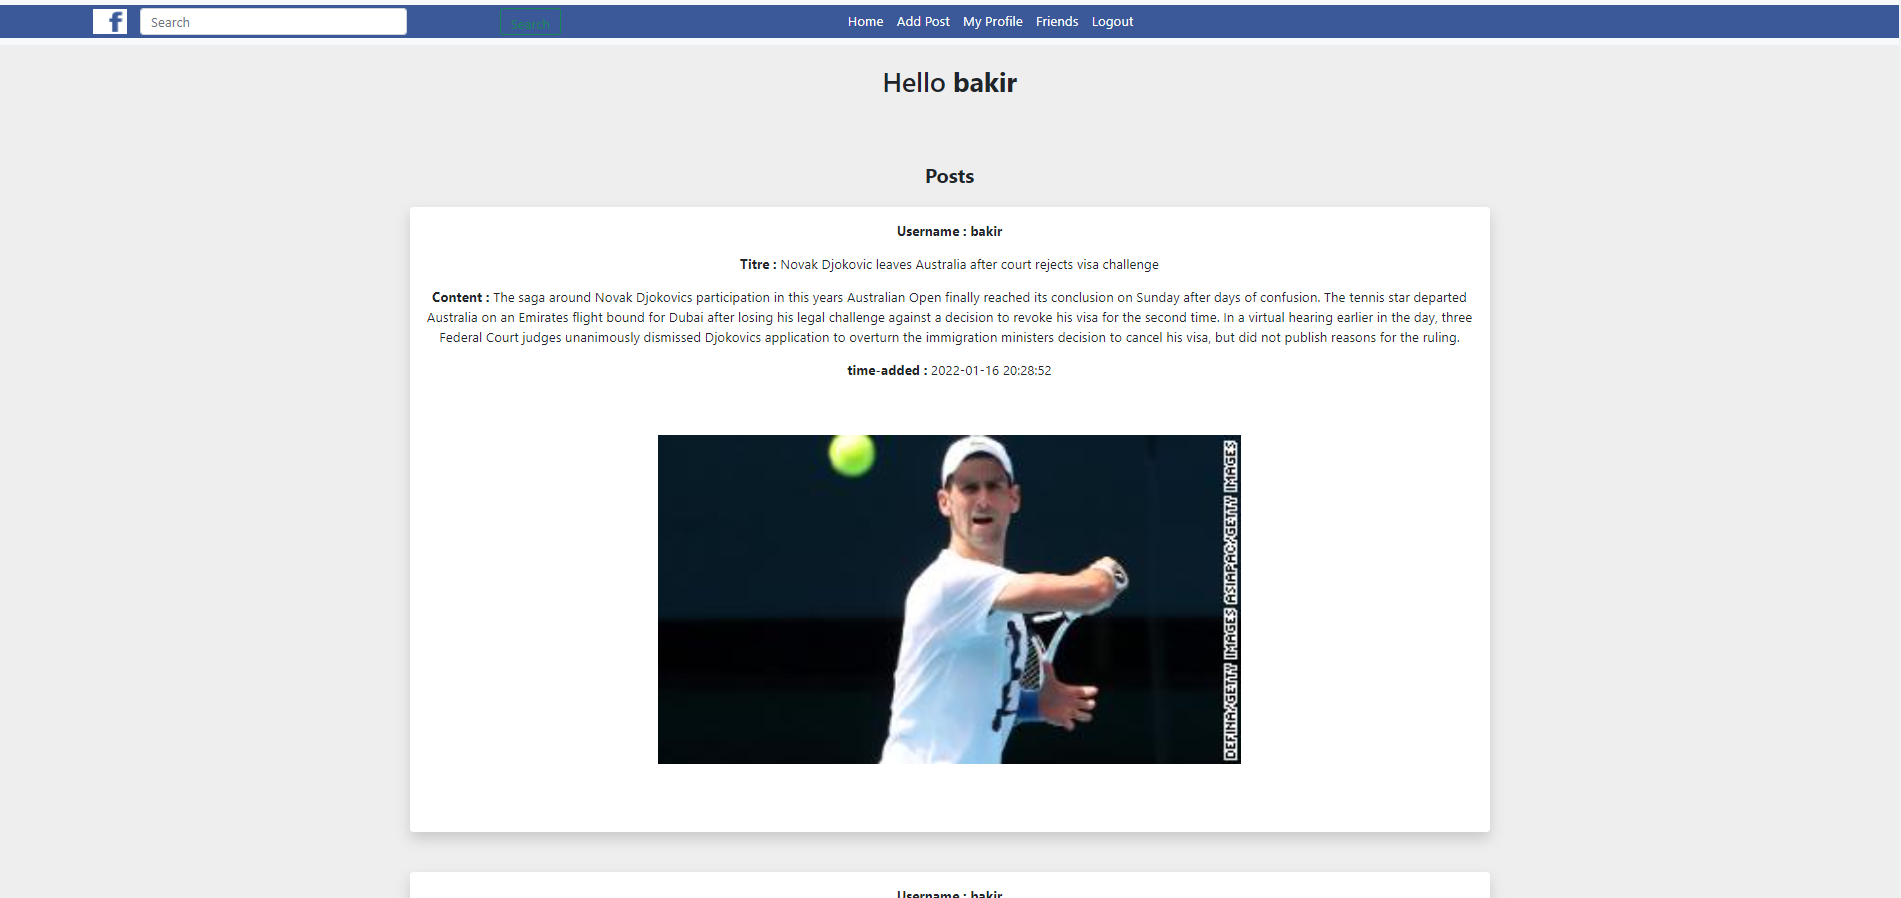 f
Search
Search
Home Add Post My Profile Friends Logout
Hello bakir
Posts
Username : bakir
Titre : Novak Djokovic leaves Australia after court rejects visa challenge
Content : The saga around Novak Djokovics participation in this years Australian Open finally reached its conclusion on Sunday after days of confusion. The tennis star departed
Australia on an Emirates flight bound for Dubai after losing his legal challenge against a decision to revoke his visa for the second time. In a virtual hearing earlier in the day, three
Federal Court judges unanimously dismissed Djokovics application to overturn the immigration ministers decision to cancel his visa, but did not publish reasons for the ruling.
time-added : 2022-01-16 20:28:52
DEFINA/GETTY IMAGES ASIAPAC/GETTY IMAGES
Username : bakir